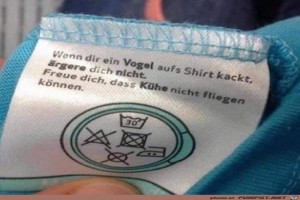 Wenn dir ein Vogel aufs Shirt kackt,
ärgere dich nicht.
Freue dich, dass Kühe nicht fliegen
können.
30°